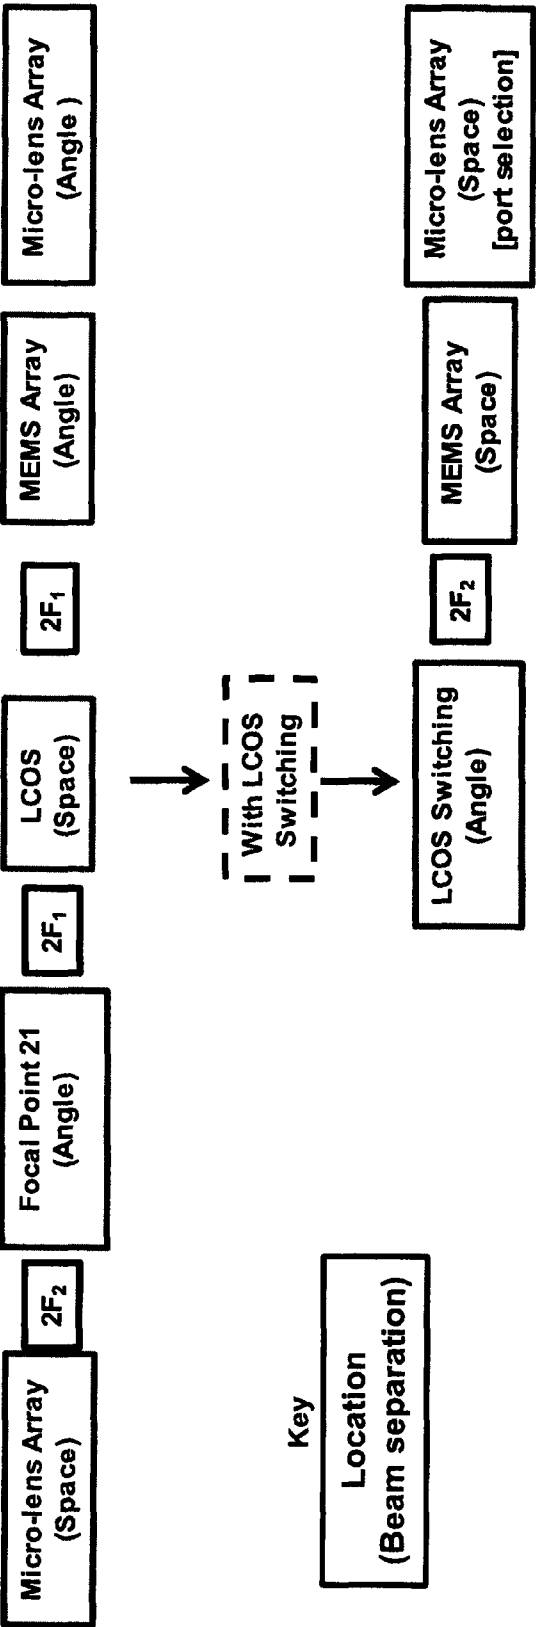 Micro-lens Array
(Space)
2F₂
Focal Point 21
(Angle)
2F₁
LCOS
(Space)
2F₁
MEMS Array
(Angle)
Micro-lens Array
(Angle )
With LCOS
Switching
LCOS Switching
(Angle)
2F₂
MEMS Array
(Space)
Micro-lens Array
(Space)
[port selection]
Key
Location
(Beam separation)